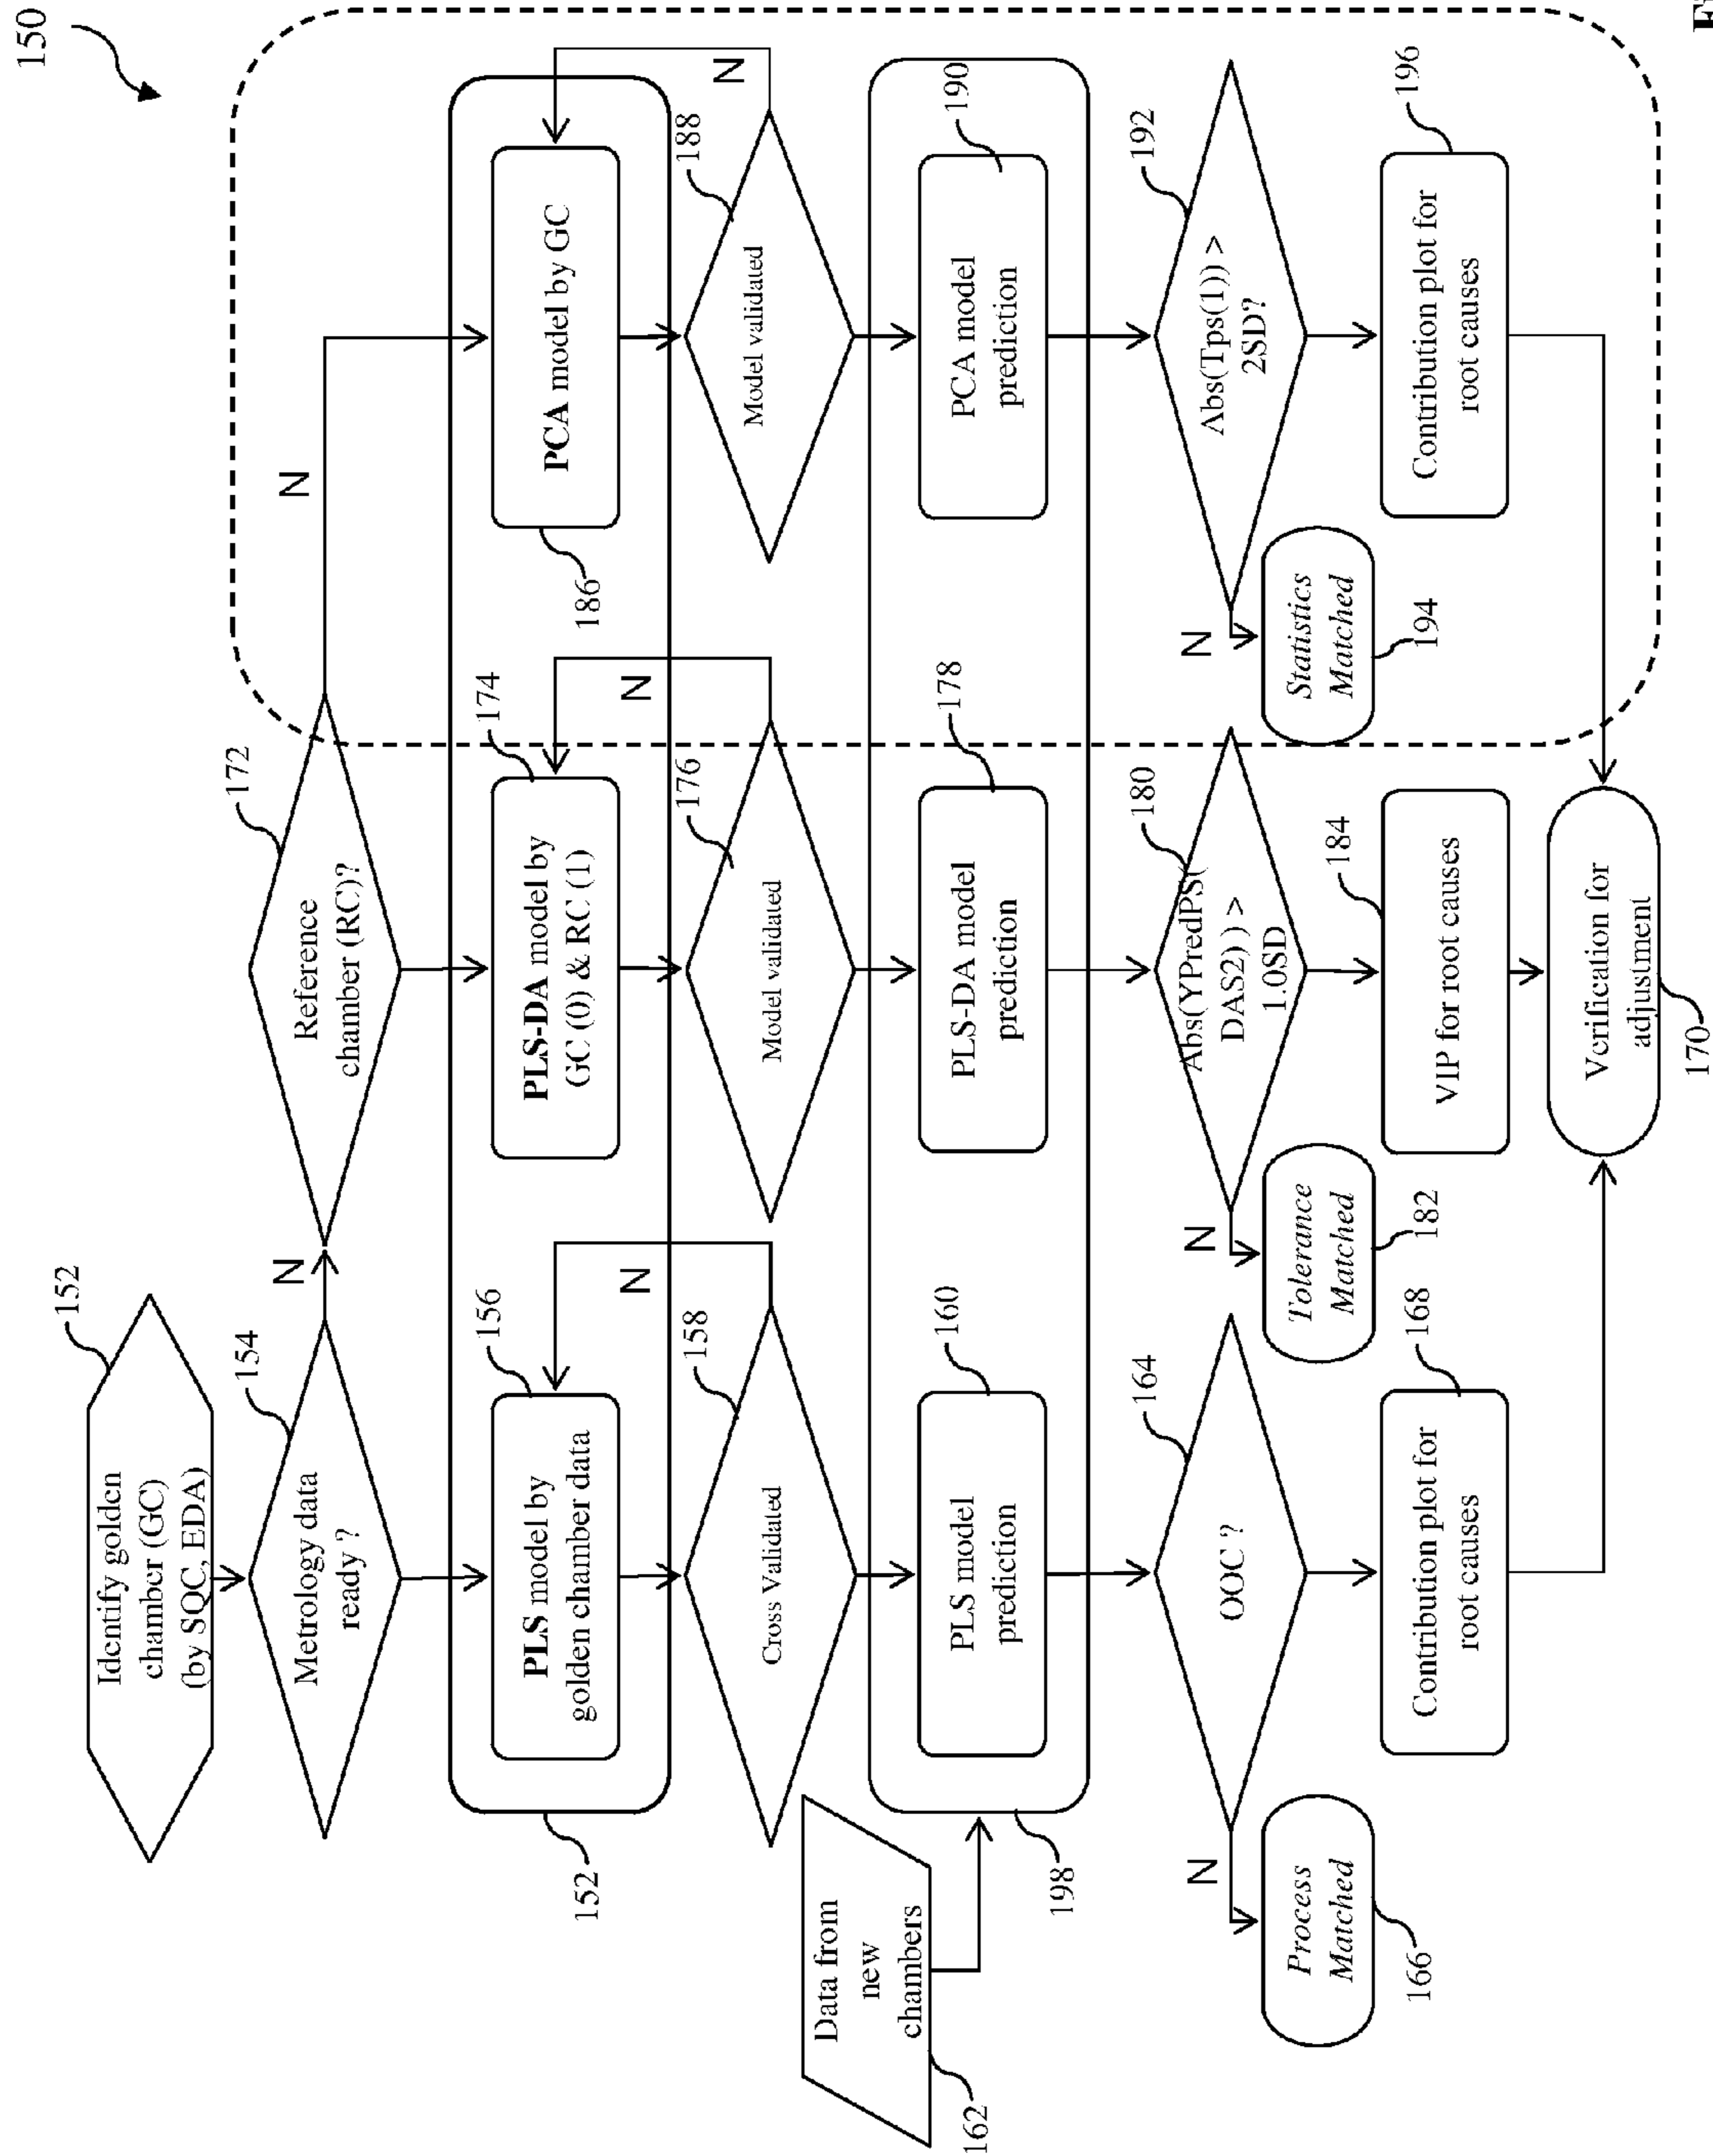 150
Identify golden
chamber (GC)
(by SQC, EDA)
152
Metrology data
ready ?
154
N
Reference
chamber (RC)?
172
N
PLS model by
golden chamber data
156
PLS-DA model by
GC (0) & RC (1)
174
PCA model by GC
186
152
Cross Validated
158
N
Model validated
176
N
Model validated
188
N
Data from
new
chambers
162
PLS model
prediction
160
PLS-DA model
prediction
178
PCA model
prediction
190
198
OOC ?
164
N
Process
Matched
166
Abs(YPredPS(
DAS2) ) >
1.0SD
180
N
Tolerance
Matched
182
Abs(Tps(1)) >
2SD?
192
N
Statistics
Matched
194
Contribution plot for
root causes
168
VIP for root causes
184
Contribution plot for
root causes
196
Verification for
adjustment
170